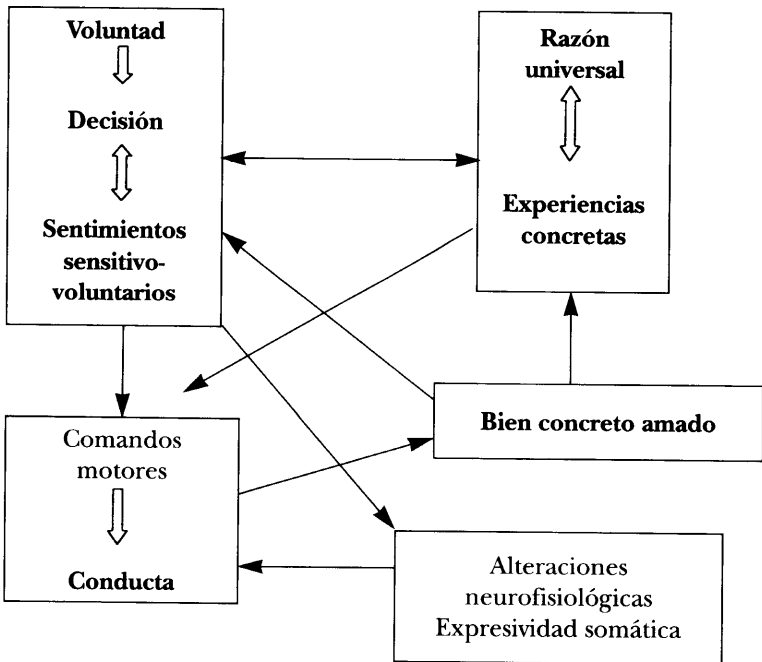 Voluntad
Decisión
Sentimientos
sensitivo-
voluntarios
Razón
universal
Experiencias
concretas
Bien concreto amado
Comandos
motores
Conducta
Alteraciones
neurofisiológicas
Expresividad somática